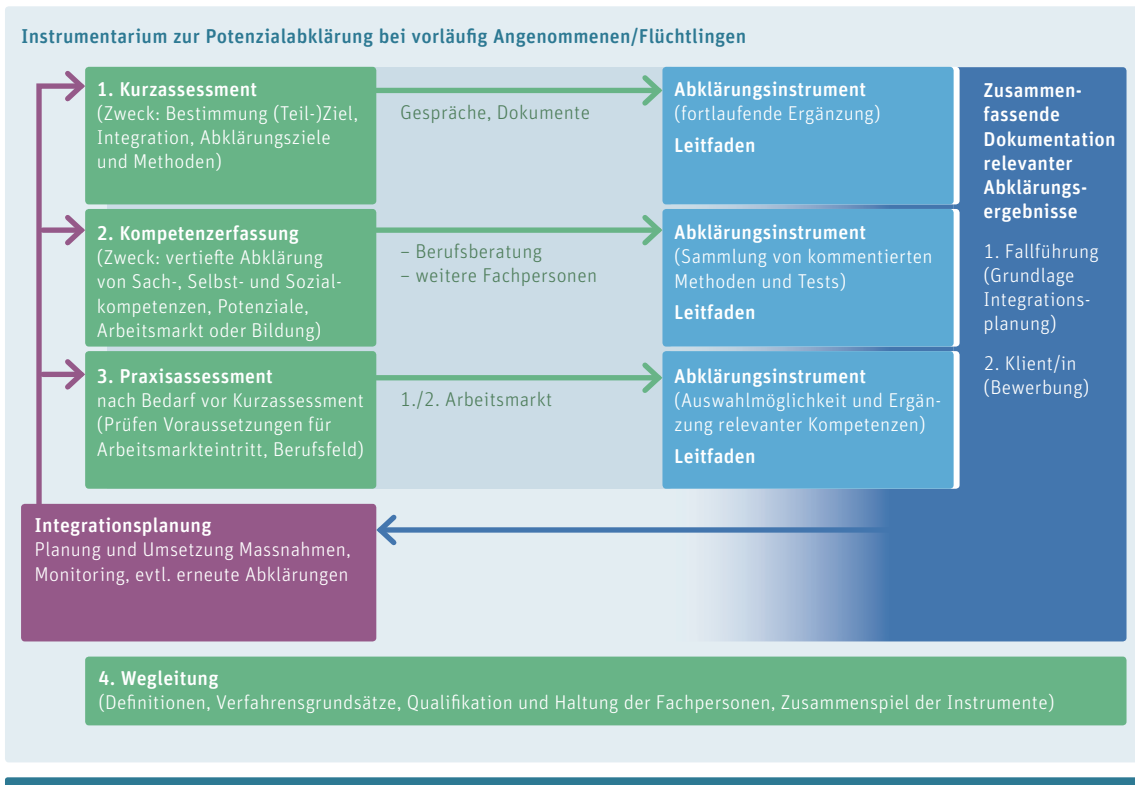 Instrumentarium zur Potenzialabklärung bei vorläufig Angenommenen/Flüchtlingen
1. Kurzassessment
(Zweck: Bestimmung (Teil-)Ziel,
Integration, Abklärungsziele
und Methoden)
Gespräche, Dokumente
Abklärungsinstrument
(fortlaufende Ergänzung)
Leitfaden
2. Kompetenzerfassung
(Zweck: vertiefte Abklärung
von Sach-, Selbst- und Sozial-
kompetenzen, Potenziale,
Arbeitsmarkt oder Bildung)
– Berufsberatung
– weitere Fachpersonen
Abklärungsinstrument
(Sammlung von kommentierten
Methoden und Tests)
Leitfaden
3. Praxisassessment
nach Bedarf vor Kurzassessment
(Prüfen Voraussetzungen für
Arbeitsmarkteintritt, Berufsfeld)
1./2. Arbeitsmarkt
Abklärungsinstrument
(Auswahlmöglichkeit und Ergän-
zung relevanter Kompetenzen)
Leitfaden
Zusammen-
fassende
Dokumentation
relevanter
Abklärungs-
ergebnisse
1. Fallführung
(Grundlage
Integrations-
planung)
2. Klient/in
(Bewerbung)
Integrationsplanung
Planung und Umsetzung Massnahmen,
Monitoring, evtl. erneute Abklärungen
4. Wegleitung
(Definitionen, Verfahrensgrundsätze, Qualifikation und Haltung der Fachpersonen, Zusammenspiel der Instrumente)